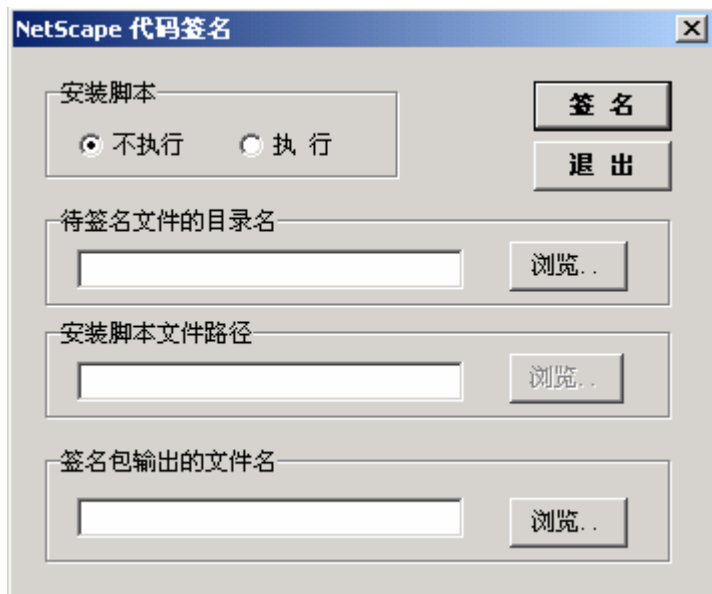 NetScape 代码签名
安装脚本
不执行
执 行
签 名
退 出
待签名文件的目录名
浏览..
安装脚本文件路径
浏览..
签名包输出的文件名
浏览..